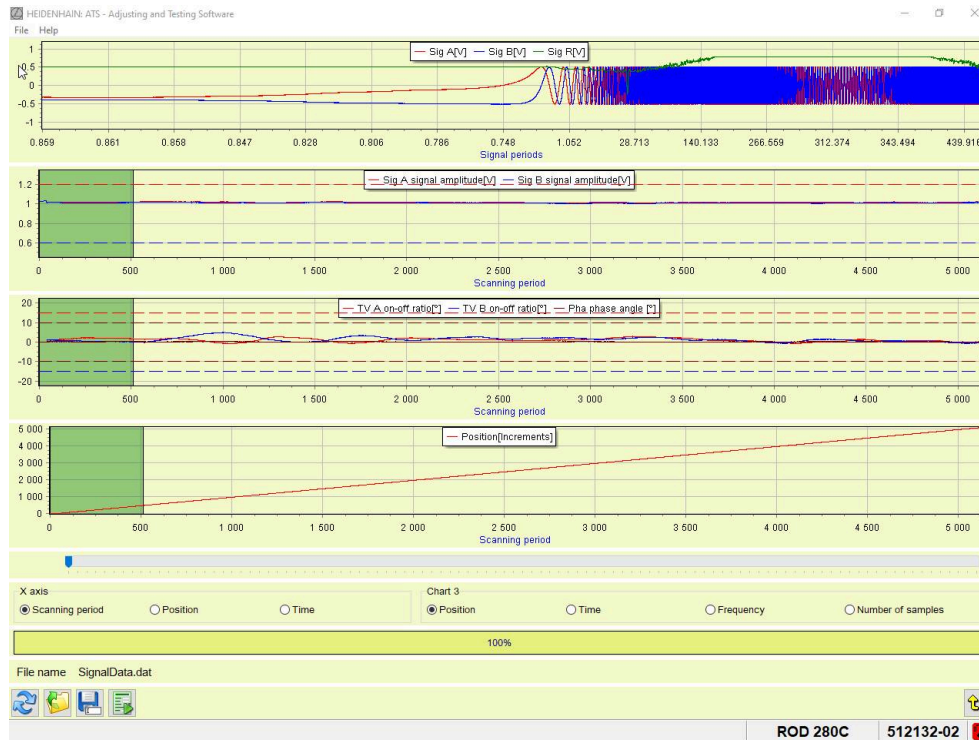 HEIDENHAIN: ATS - Adjusting and Testing Software
File Help
Sig A[V] Sig B[V] Sig R[V]
1
0.5
0
-0.5
-1
0.859 0.861 0.868 0.847 0.828 0.806 0.786 0.748 1.052 28.713 140.133 266.559 312.374 343.494 439.916
Signal periods
Sig A signal amplitude[V] Sig B signal amplitude[V]
1.2
1
0.8
0.6
0 500 1 000 1 500 2 000 2 500 3 000 3 500 4 000 4 500 5 000
Scanning period
TV A on-off ratio[°] TV B on-off ratio[°] Pha phase angle [°]
20
10
0
-10
-20
0 500 1 000 1 500 2 000 2 500 3 000 3 500 4 000 4 500 5 000
Scanning period
Position[Increments]
5 000
4 000
3 000
2 000
1 000
0
0 500 1 000 1 500 2 000 2 500 3 000 3 500 4 000 4 500 5 000
Scanning period
X axis Chart 3
Scanning period Position Time Position Time Frequency Number of samples
100%
File name SignalData.dat
ROD 280C 512132-02